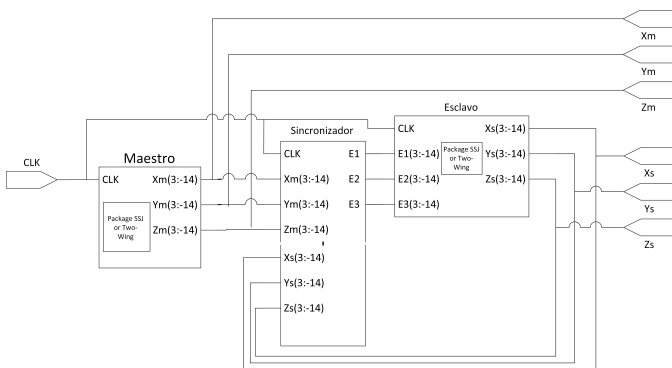 Xm
Ym
Zm
Esclavo
CLK
Xs(3:-14)
E1(3:-14)
Package SSJ
or Two-
Wing
Ys(3:-14)
E2(3:-14)
Zs(3:-14)
E3(3:-14)
Sincronizador
CLK
E1
Xm(3:-14)
E2
Ym(3:-14)
E3
Zm(3:-14)
Xs(3:-14)
Ys(3:-14)
Zs(3:-14)
CLK
Maestro
CLK
Xm(3:-14)
Ym(3:-14)
Package SSJ
or Two-
Wing
Zm(3:-14)
Xs
Ys
Zs